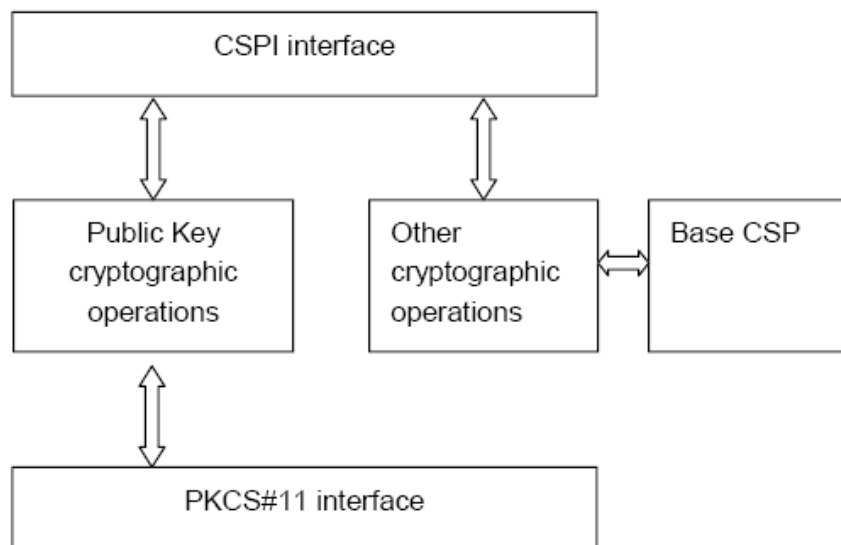 CSPI interface
Public Key
cryptographic
operations
Other
cryptographic
operations
Base CSP
PKCS#11 interface